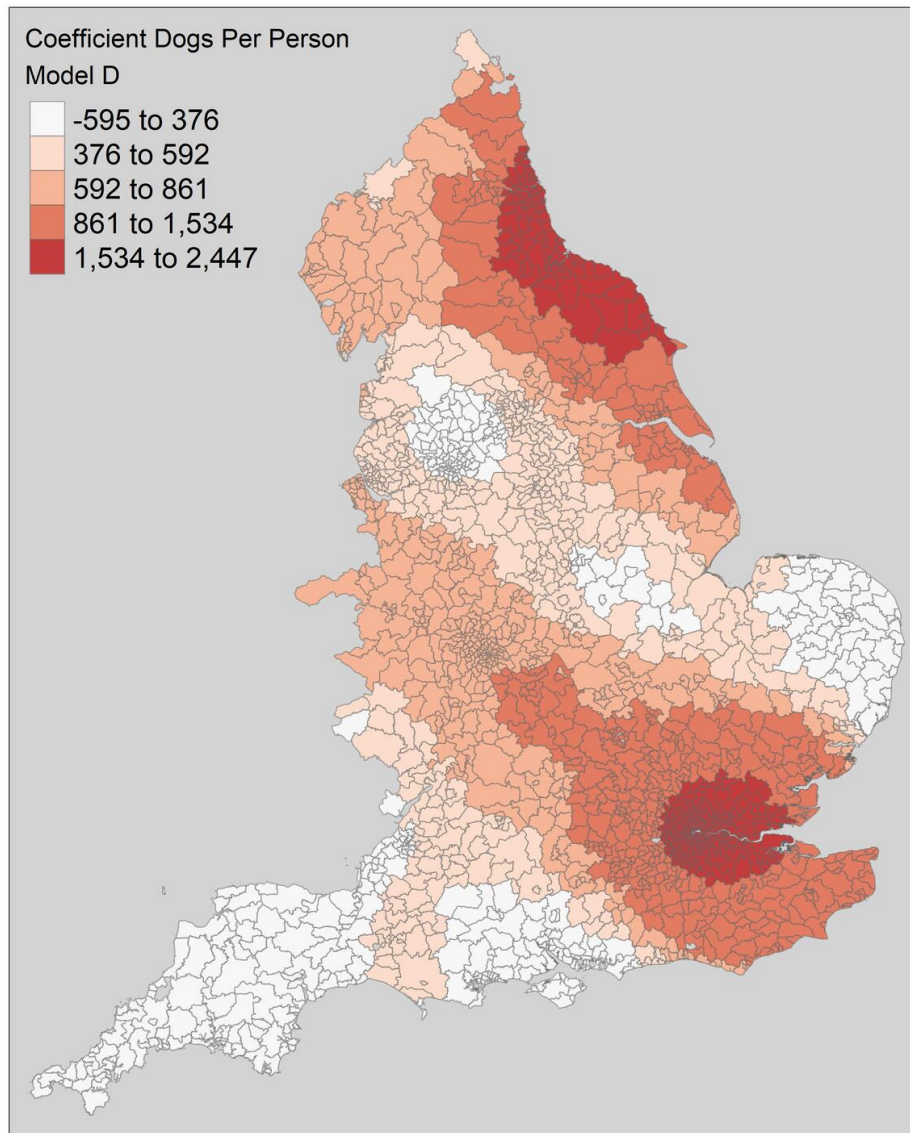 Coefficient Dogs Per Person
Model D
-595 to 376
376 to 592
592 to 861
861 to 1,534
1,534 to 2,447